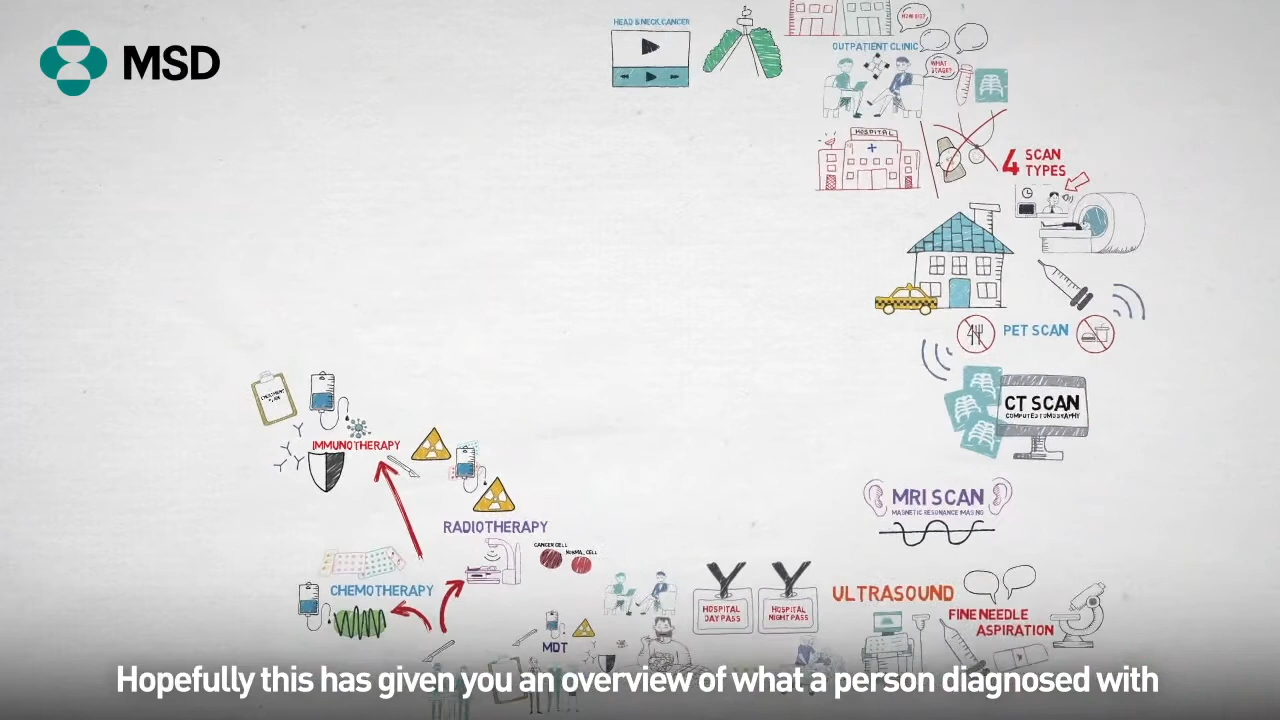 MSD
HEAD & NECK CANCER
OUTPATIENT CLINIC
WHAT
STAGE?
HOSPITAL
4 SCAN
TYPES
PET SCAN
CT SCAN
COMPUTED TOMOGRAPHY
IMMUNOTHERAPY
MRI SCAN
MAGNETIC RESONANCE IMAGING
RADIOTHERAPY
CANCER CELL
NORMAL CELL
CHEMOTHERAPY
HOSPITAL
DAY PASS
HOSPITAL
NIGHT PASS
ULTRASOUND
FINE NEEDLE
ASPIRATION
MDT
Hopefully this has given you an overview of what a person diagnosed with